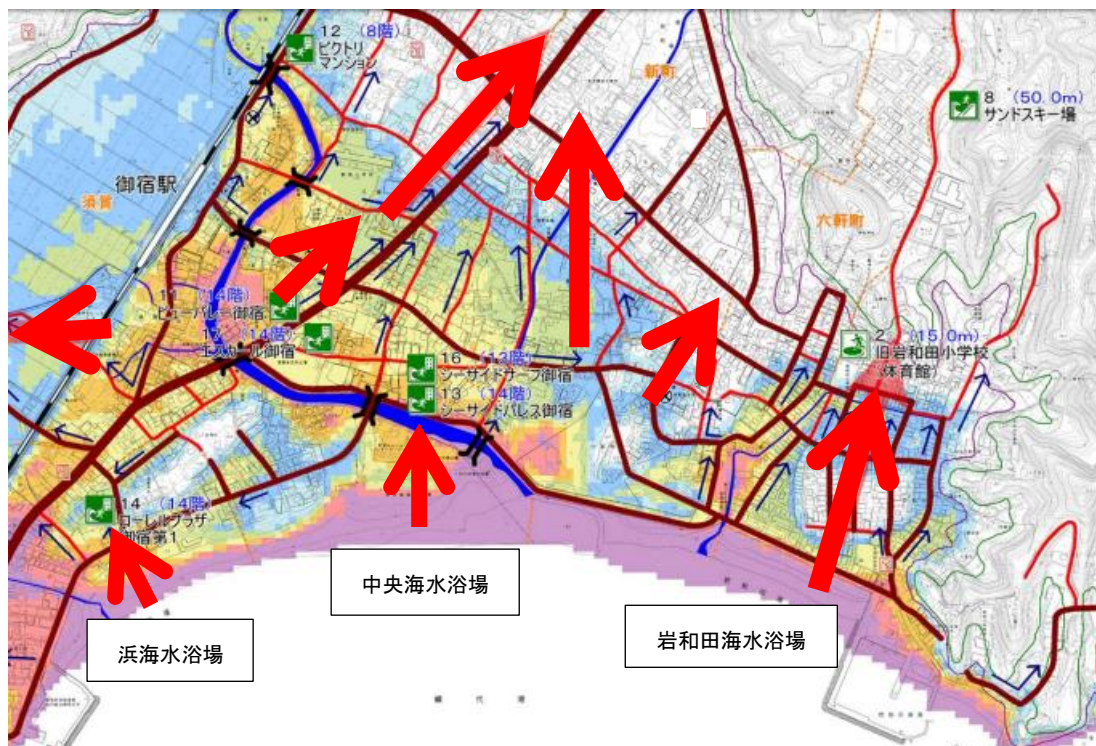 12 (8階)
ビクトリ
マンション
新町
8 (50.0m)
サンドスキー場
御宿駅
須賀
六軒町
11 (14階)
ビューパレー御宿
17 (14階)
エスカール御宿
2 (15.0m)
旧岩和田小学校
(体育館)
16 (13階)
シーサイドサーフ御宿
13 (14階)
シーサイドパレス御宿
14 (14階)
ローレルプラザ
御宿第1
中央海水浴場
浜海水浴場
岩和田海水浴場
網代湾